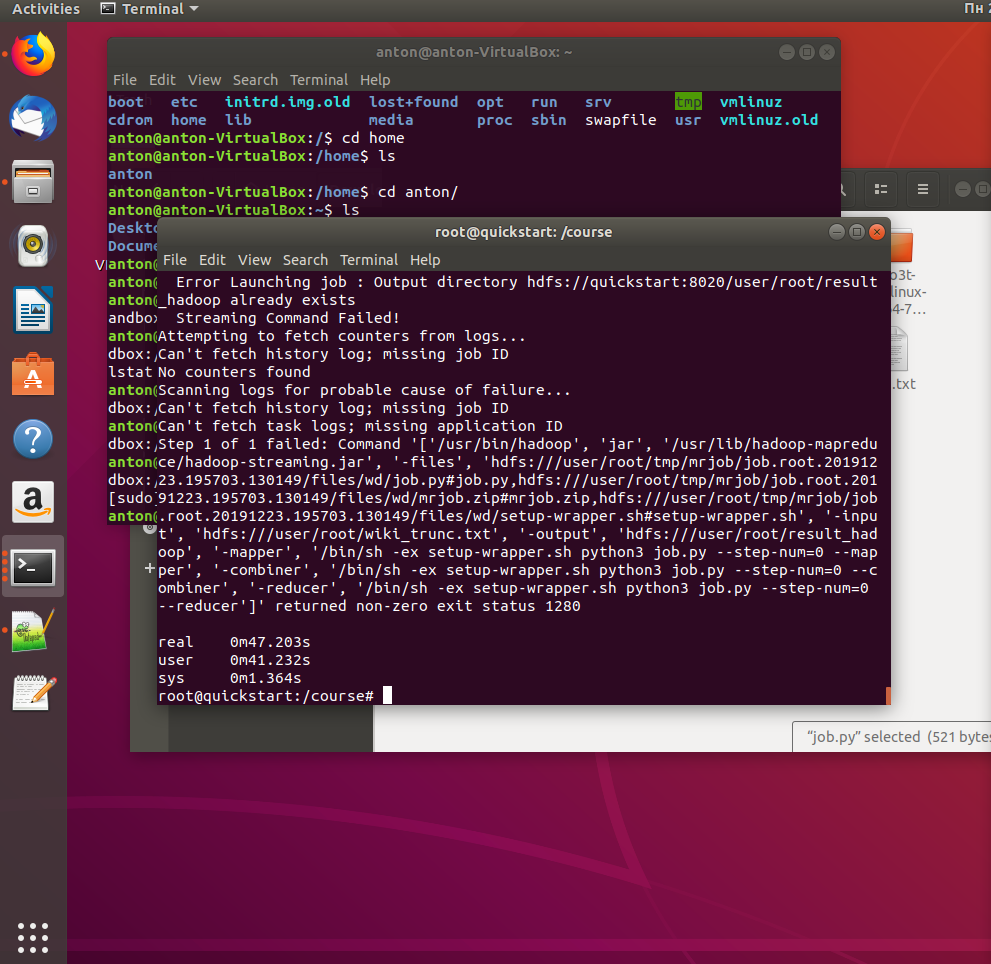 Activities Terminal Пн 2
anton@anton-VirtualBox: ~
File Edit View Search Terminal Help
boot etc initrd.img.old lost+found opt run srv tmp vmlinuz
cdrom home lib media proc sbin swapfile usr vmlinuz.old
anton@anton-VirtualBox:/$ cd home
anton@anton-VirtualBox:/home$ ls
anton
anton@anton-VirtualBox:/home$ cd anton/
anton@anton-VirtualBox:~$ ls
Deskto
Docume
anton@
anton@
anton@
andbox
anton@
dbox:/
lstat
anton@
dbox:/
anton@
dbox:/
anton@
dbox:/
[sudo]
anton@
root@quickstart: /course
File Edit View Search Terminal Help
Error Launching job : Output directory hdfs://quickstart:8020/user/root/result
_hadoop already exists
Streaming Command Failed!
Attempting to fetch counters from logs...
Can't fetch history log; missing job ID
No counters found
Scanning logs for probable cause of failure...
Can't fetch history log; missing job ID
Can't fetch task logs; missing application ID
Step 1 of 1 failed: Command '['/usr/bin/hadoop', 'jar', '/usr/lib/hadoop-mapredu
ce/hadoop-streaming.jar', '-files', 'hdfs:///user/root/tmp/mrjob/job.root.201912
23.195703.130149/files/wd/job.py#job.py,hdfs:///user/root/tmp/mrjob/job.root.201
91223.195703.130149/files/wd/mrjob.zip#mrjob.zip,hdfs:///user/root/tmp/mrjob/job
.root.20191223.195703.130149/files/wd/setup-wrapper.sh#setup-wrapper.sh', '-inpu
t', 'hdfs:///user/root/wiki_trunc.txt', '-output', 'hdfs:///user/root/result_had
oop', '-mapper', '/bin/sh -ex setup-wrapper.sh python3 job.py --step-num=0 --map
per', '-combiner', '/bin/sh -ex setup-wrapper.sh python3 job.py --step-num=0 --c
ombiner', '-reducer', '/bin/sh -ex setup-wrapper.sh python3 job.py --step-num=0
--reducer']' returned non-zero exit status 1280
real 0m47.203s
user 0m41.232s
sys 0m1.364s
root@quickstart:/course#
o3t-
linux-
4-7…
.txt
“job.py” selected (521 bytes